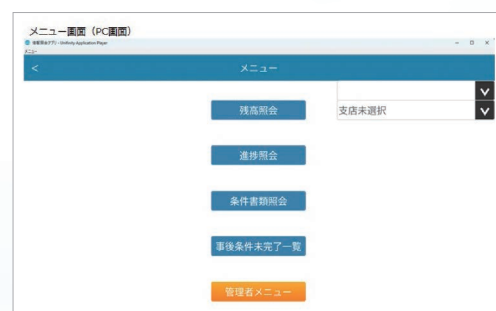 メニュー画面（PC画面）
Unifinity Application Player
メニュー
< メニュー
残高照会
支店未選択
進捗照会
条件書類照会
事後条件未完了一覧
管理者メニュー